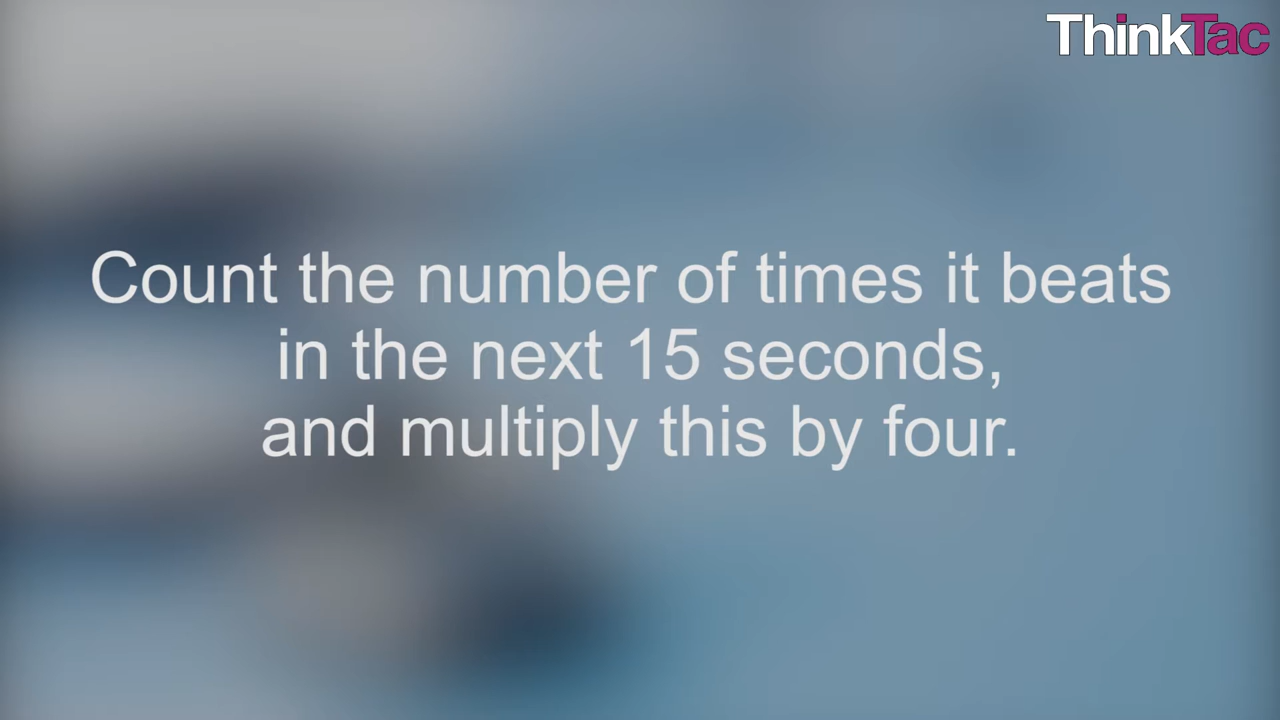 ThinkTac
Count the number of times it beats
in the next 15 seconds,
and multiply this by four.